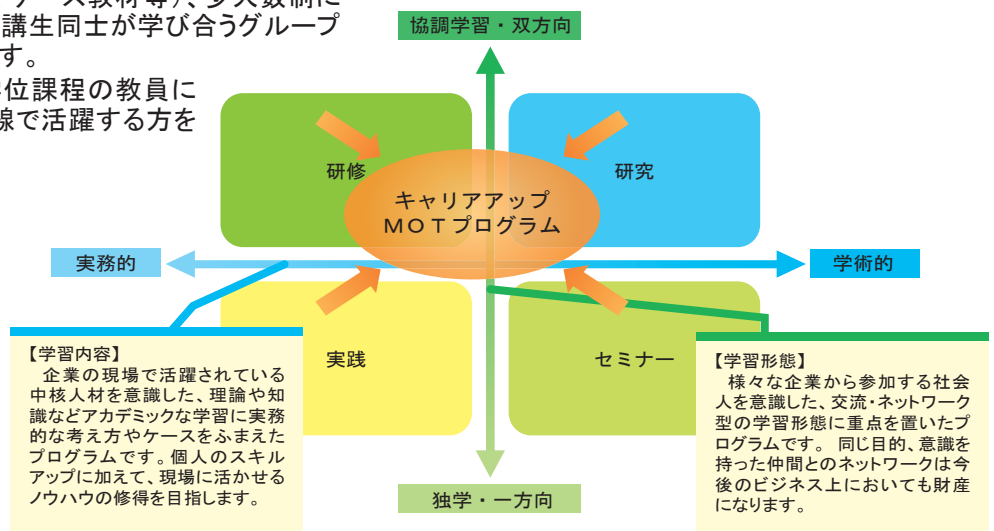 講生同士が学び合うグループ
す。
位課程の教員に
線で活躍する方を
協調学習・双方向
研修
研究
キャリアアップ
ＭＯＴプログラム
実務的
学術的
実践
セミナー
【学習内容】
企業の現場で活躍されている
中核人材を意識した、理論や知
識などアカデミックな学習に実務
的な考え方やケースをふまえた
プログラムです。個人のスキル
アップに加えて、現場に活かせる
ノウハウの修得を目指します。
【学習形態】
様々な企業から参加する社会
人を意識した、交流・ネットワーク
型の学習形態に重点を置いたプ
ログラムです。 同じ目的、意識を
持った仲間とのネットワークは今
後のビジネス上においても財産
になります。
独学・一方向